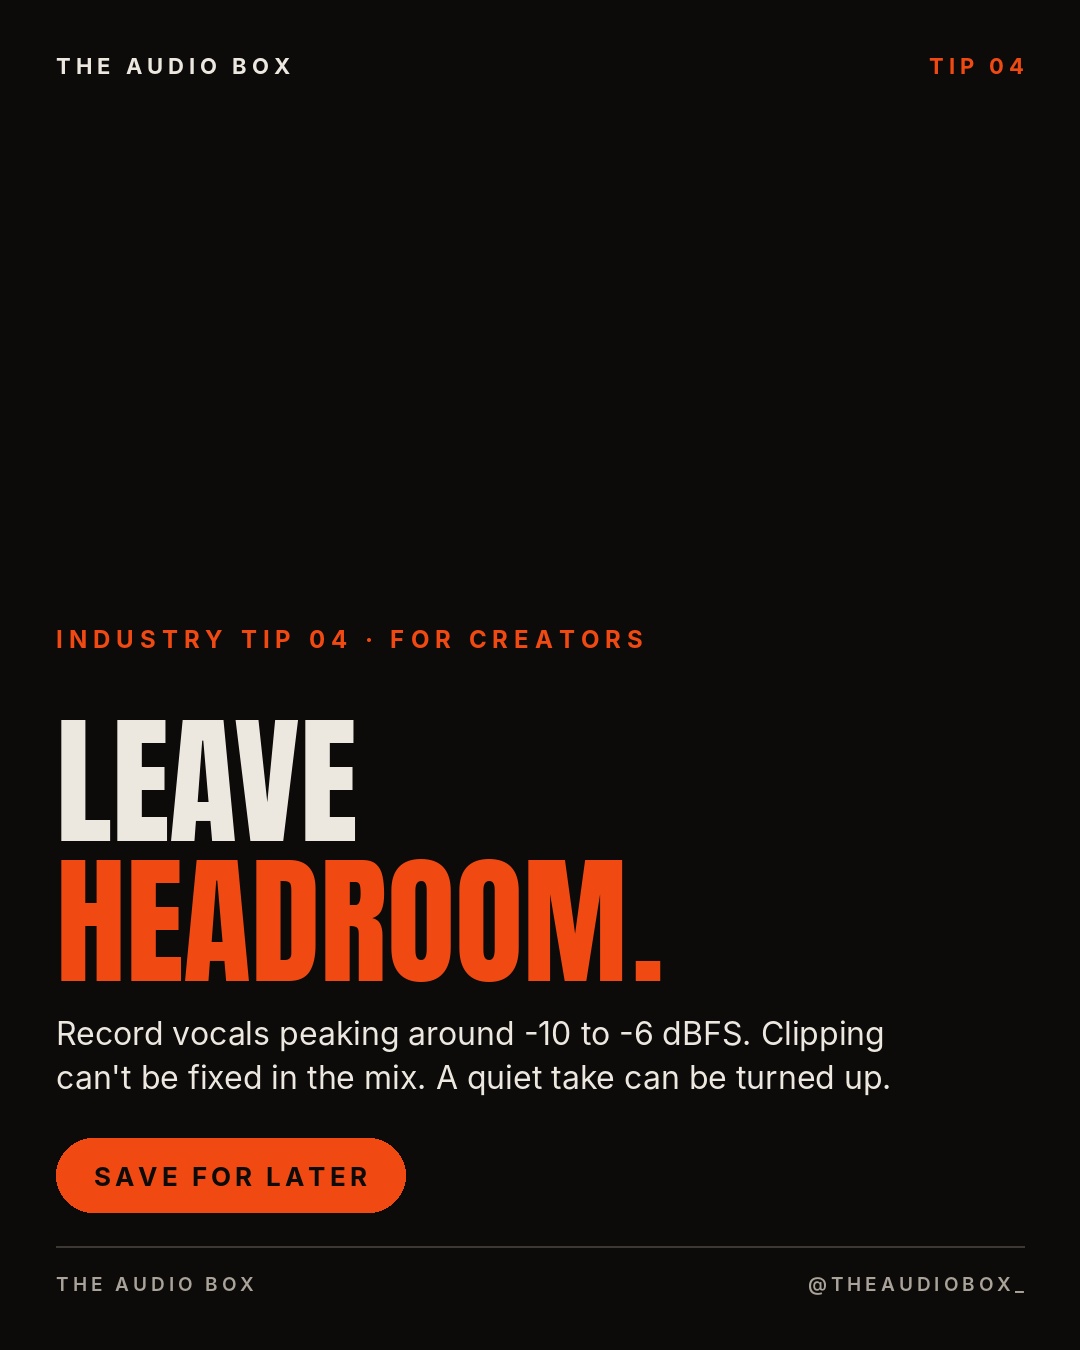 THE AUDIO BOX
TIP 04
INDUSTRY TIP 04 · FOR CREATORS
LEAVE
HEADROOM.
Record vocals peaking around -10 to -6 dBFS. Clipping
can't be fixed in the mix. A quiet take can be turned up.
SAVE FOR LATER
THE AUDIO BOX
@THEAUDIOBOX_